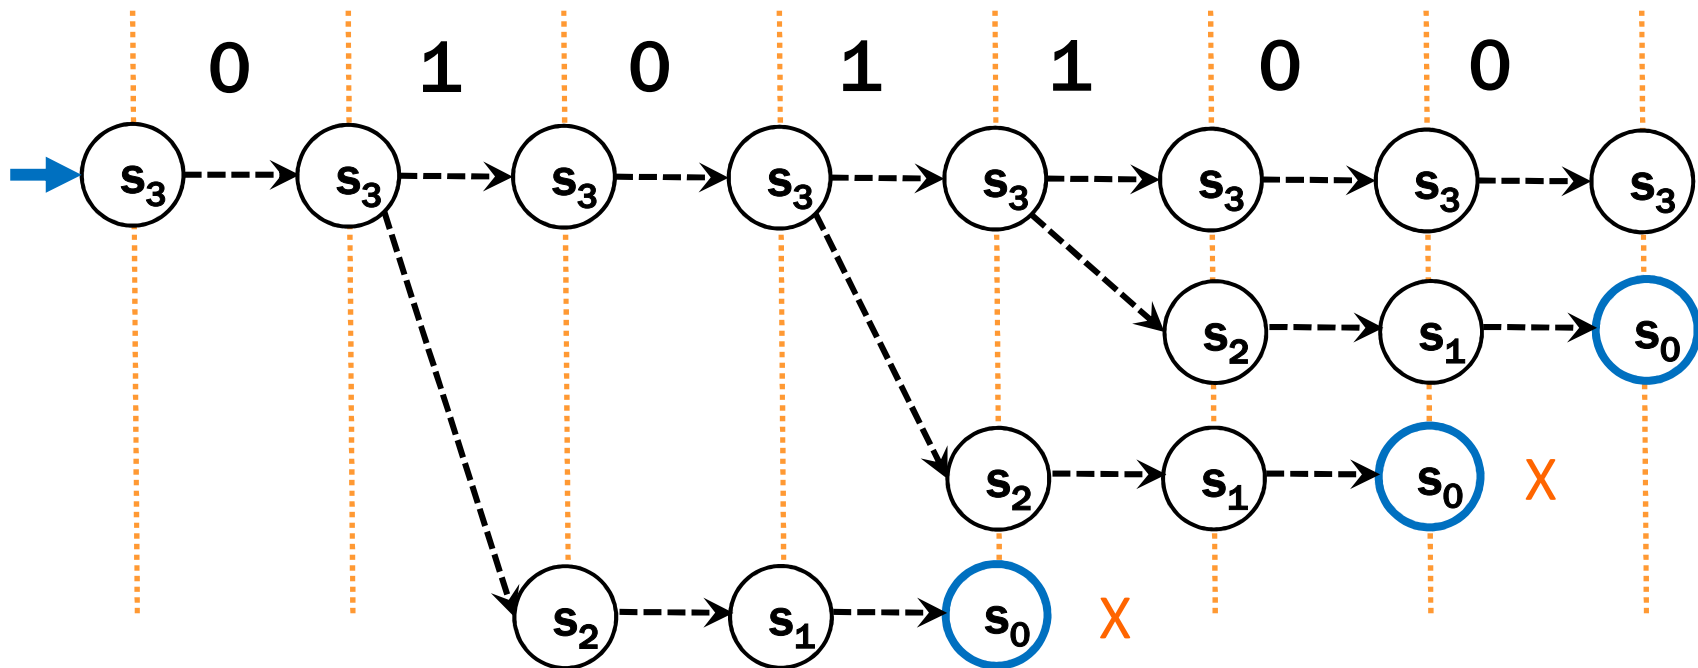 0 1 0 1 1 0 0
s₃ s₃ s₃ s₃ s₃ s₃ s₃ s₃
s₂ s₁ s₀
s₂ s₁ s₀ X
s₂ s₁ s₀ X